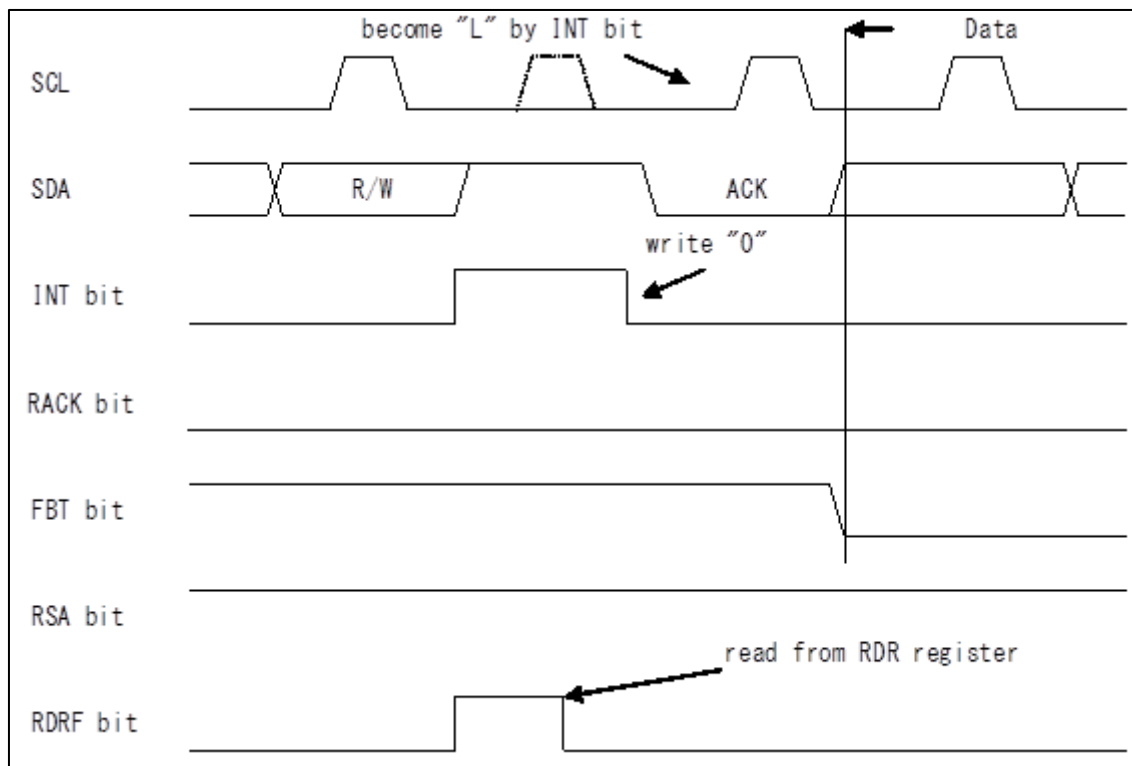 become "L" by INT bit
Data
SCL
SDA
R/W
ACK
write "0"
INT bit
RACK bit
FBT bit
RSA bit
read from RDR register
RDRF bit